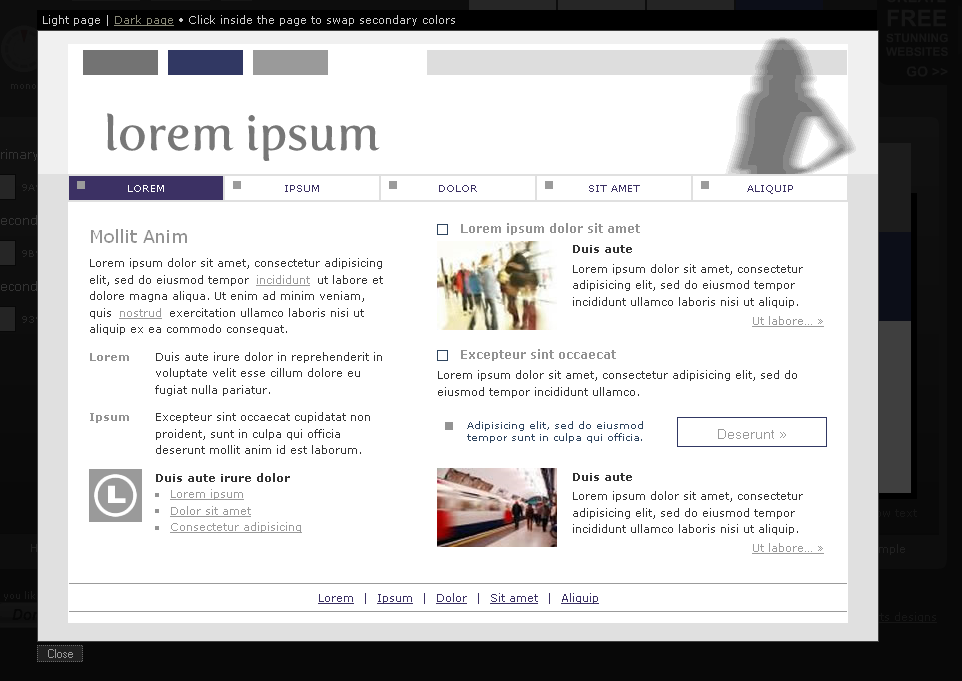 Light page | Dark page • Click inside the page to swap secondary colors
FREE
STUNNING
WEBSITES
GO >>
lorem ipsum
LOREM
IPSUM
DOLOR
SIT AMET
ALIQUIP
Mollit Anim
Lorem ipsum dolor sit amet, consectetur adipisicing
elit, sed do eiusmod tempor incididunt ut labore et
dolore magna aliqua. Ut enim ad minim veniam,
quis nostrud exercitation ullamco laboris nisi ut
aliquip ex ea commodo consequat.
Lorem
Duis aute irure dolor in reprehenderit in
voluptate velit esse cillum dolore eu
fugiat nulla pariatur.
Ipsum
Excepteur sint occaecat cupidatat non
proident, sunt in culpa qui officia
deserunt mollit anim id est laborum.
Duis aute irure dolor
Lorem ipsum
Dolor sit amet
Consectetur adipisicing
Lorem ipsum dolor sit amet
Duis aute
Lorem ipsum dolor sit amet, consectetur
adipisicing elit, sed do eiusmod tempor
incididunt ullamco laboris nisi ut aliquip.
Ut labore... »
Excepteur sint occaecat
Lorem ipsum dolor sit amet, consectetur adipisicing elit, sed do
eiusmod tempor incididunt ullamco.
Adipisicing elit, sed do eiusmod
tempor sunt in culpa qui officia.
Deserunt »
Duis aute
Lorem ipsum dolor sit amet, consectetur
adipisicing elit, sed do eiusmod tempor
incididunt ullamco laboris nisi ut aliquip.
Ut labore... »
Lorem | Ipsum | Dolor | Sit amet | Aliquip
designs
Close